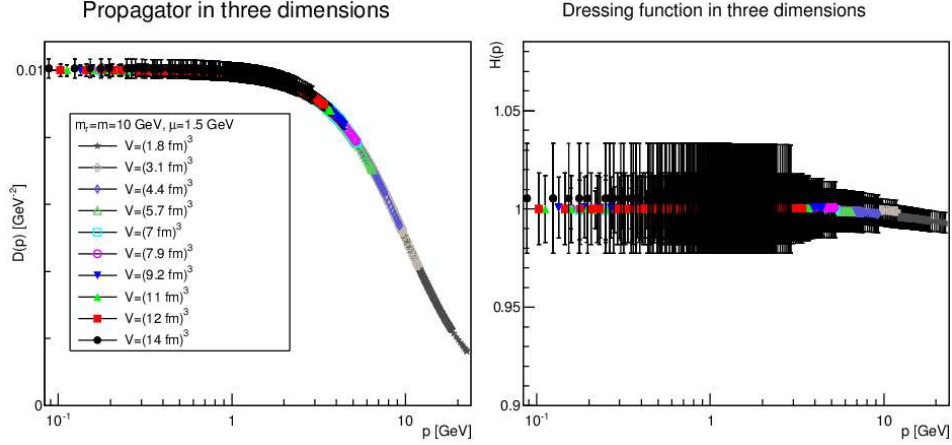 Propagator in three dimensions
D(p) [GeV⁻²]
0.01
0
mᵣ=m=10 GeV, μ=1.5 GeV
V=(1.8 fm)³
V=(3.1 fm)³
V=(4.4 fm)³
V=(5.7 fm)³
V=(7 fm)³
V=(7.9 fm)³
V=(9.2 fm)³
V=(11 fm)³
V=(12 fm)³
V=(14 fm)³
10⁻¹ 1 10
p [GeV]
Dressing function in three dimensions
H(p)
1.05
1
0.95
0.9
10⁻¹ 1 10
p [GeV]